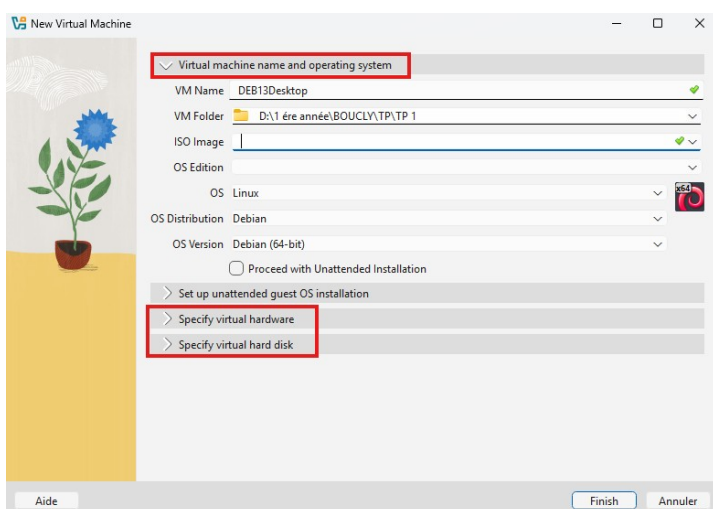 New Virtual Machine
Virtual machine name and operating system
VM Name DEB13Desktop
VM Folder D:\1 ére année\BOUCLY\TP\TP 1
ISO Image
OS Edition
OS Linux
x64
OS Distribution Debian
OS Version Debian (64-bit)
Proceed with Unattended Installation
Set up unattended guest OS installation
Specify virtual hardware
Specify virtual hard disk
Aide Finish Annuler